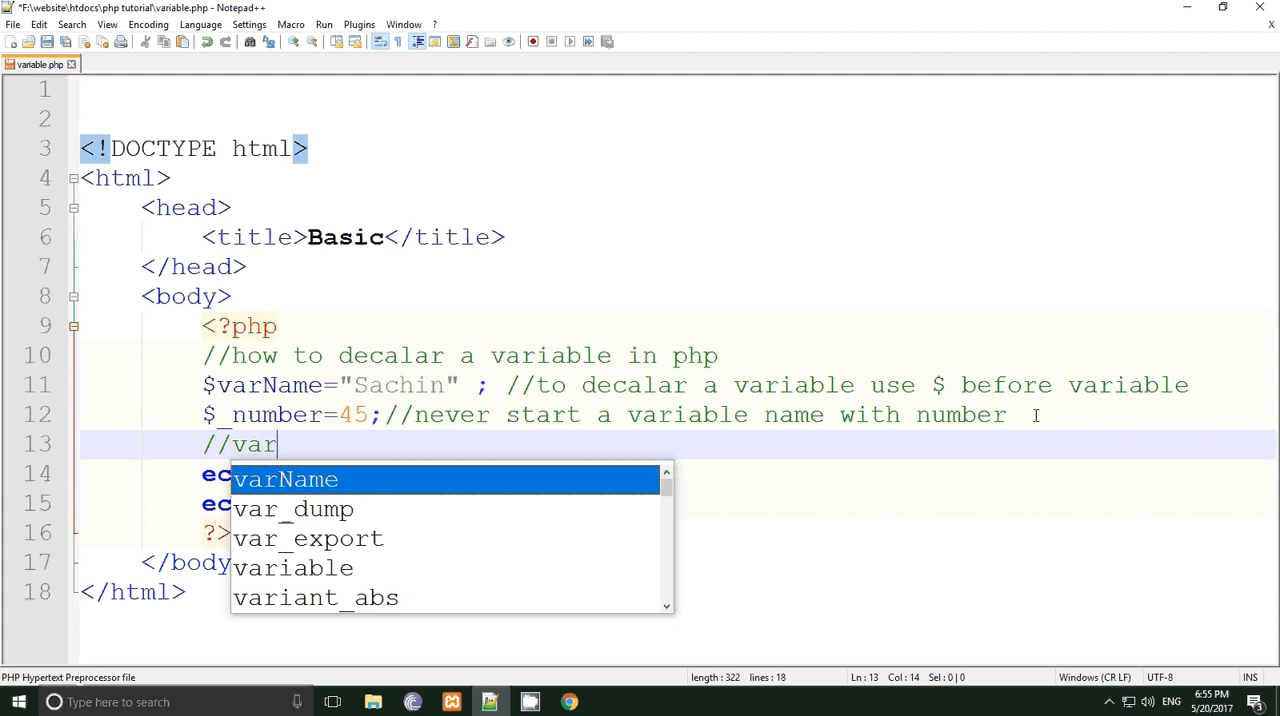 *F:\website\htdocs\php tutorial\variable.php - Notepad++
File Edit Search View Encoding Language Settings Macro Run Plugins Window ?
variable.php
1
2
3 <!DOCTYPE html>
4 <html>
5 <head>
6 <title>Basic</title>
7 </head>
8 <body>
9 <?php
10 //how to decalar a variable in php
11 $varName="Sachin" ; //to decalar a variable use $ before variable
12 $_number=45;//never start a variable name with number
13 //var
14 ec
15 ec
16 ?>
17 </body
18 </html>
varName
var_dump
var_export
variable
variant_abs
PHP Hypertext Preprocessor file length : 322 lines : 18 Ln : 13 Col : 14 Sel : 0 | 0 Windows (CR LF) UTF-8 INS
Type here to search ENG 6:55 PM
5/20/2017 3